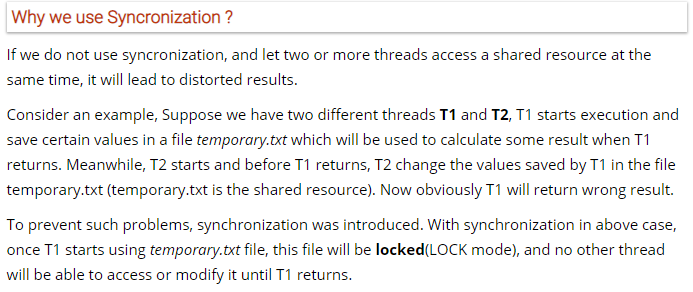 Why we use Syncronization ?
If we do not use syncronization, and let two or more threads access a shared resource at the
same time, it will lead to distorted results.
Consider an example, Suppose we have two different threads T1 and T2, T1 starts execution and
save certain values in a file temporary.txt which will be used to calculate some result when T1
returns. Meanwhile, T2 starts and before T1 returns, T2 change the values saved by T1 in the file
temporary.txt (temporary.txt is the shared resource). Now obviously T1 will return wrong result.
To prevent such problems, synchronization was introduced. With synchronization in above case,
once T1 starts using temporary.txt file, this file will be locked(LOCK mode), and no other thread
will be able to access or modify it until T1 returns.